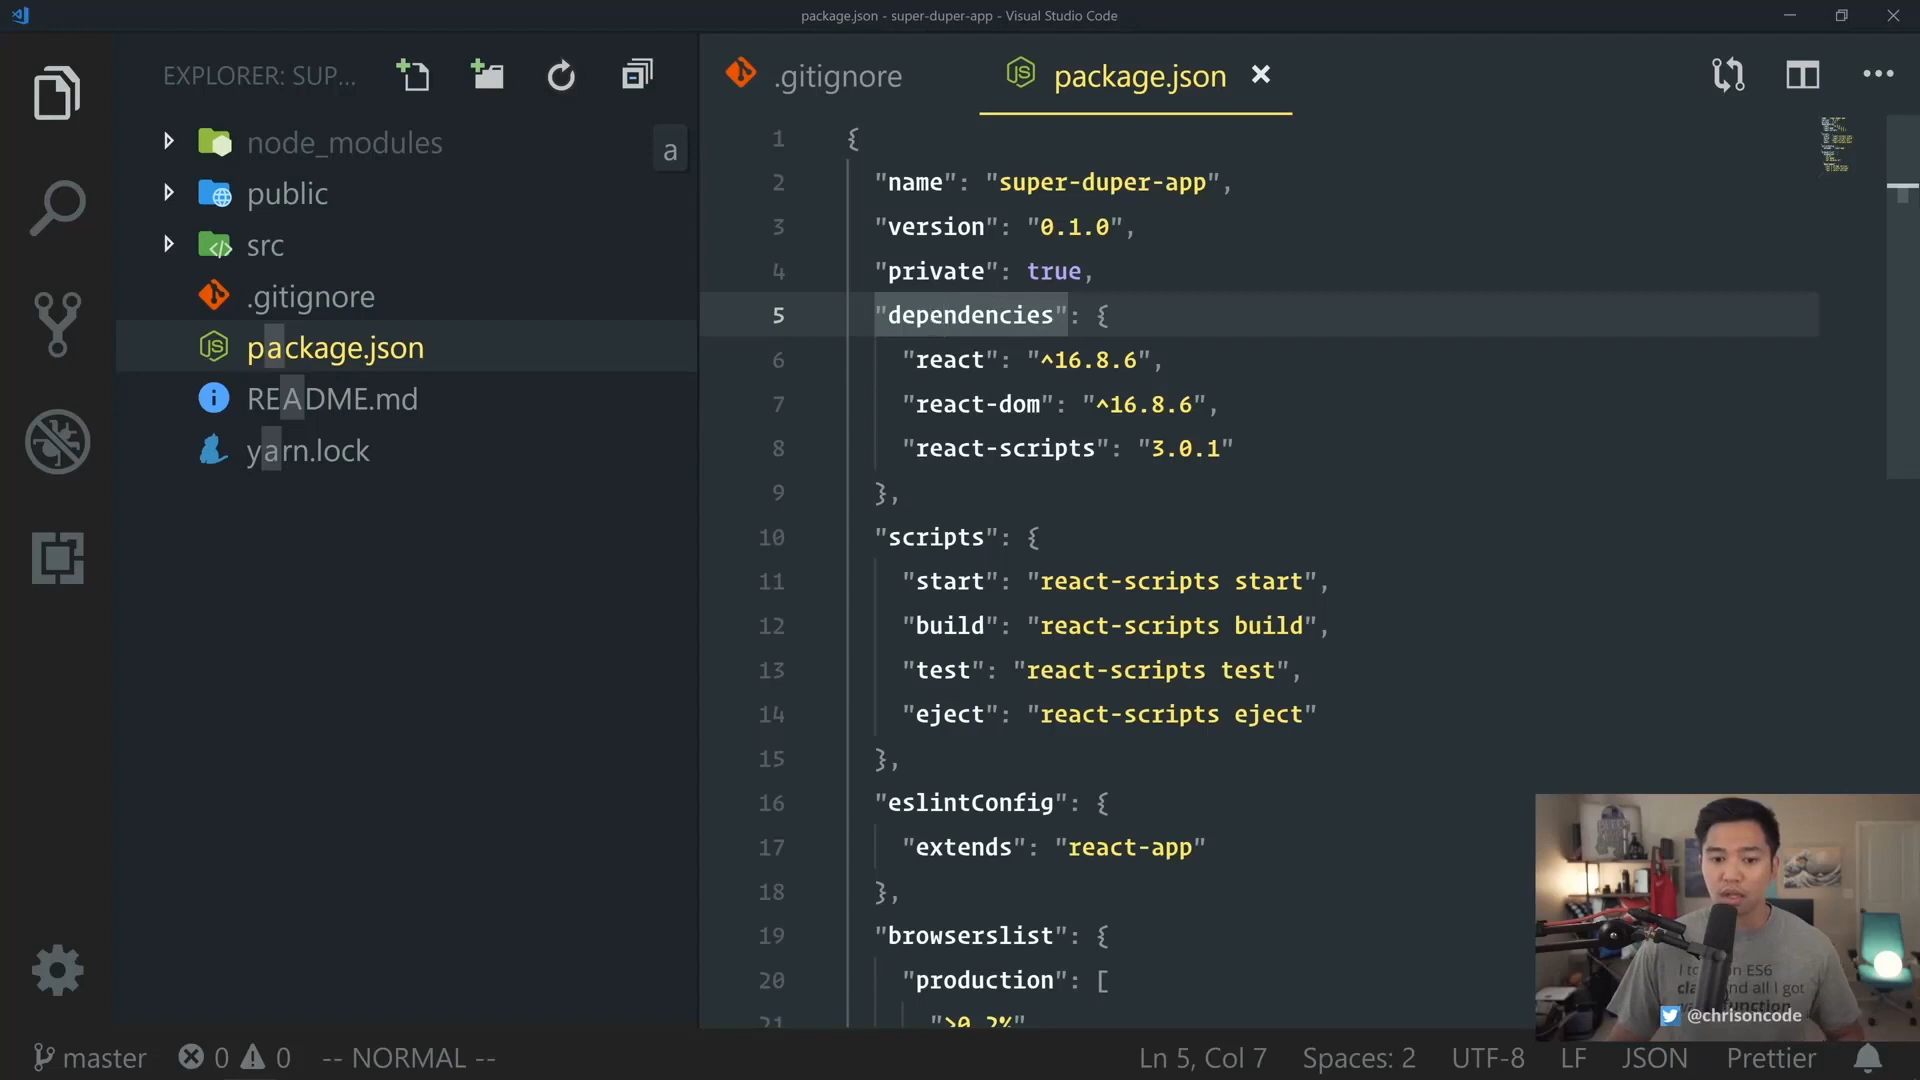 package.json - super-duper-app - Visual Studio Code
EXPLORER: SUP...
.gitignore
package.json
node_modules
a
public
src
.gitignore
package.json
README.md
yarn.lock
1 {
2 "name": "super-duper-app",
3 "version": "0.1.0",
4 "private": true,
5 "dependencies": {
6 "react": "^16.8.6",
7 "react-dom": "^16.8.6",
8 "react-scripts": "3.0.1"
9 },
10 "scripts": {
11 "start": "react-scripts start",
12 "build": "react-scripts build",
13 "test": "react-scripts test",
14 "eject": "react-scripts eject"
15 },
16 "eslintConfig": {
17 "extends": "react-app"
18 },
19 "browserslist": {
20 "production": [
21 ">0.2%"
@chrisoncode
master
0
0
-- NORMAL --
Ln 5, Col 7
Spaces: 2
UTF-8
LF
JSON
Prettier